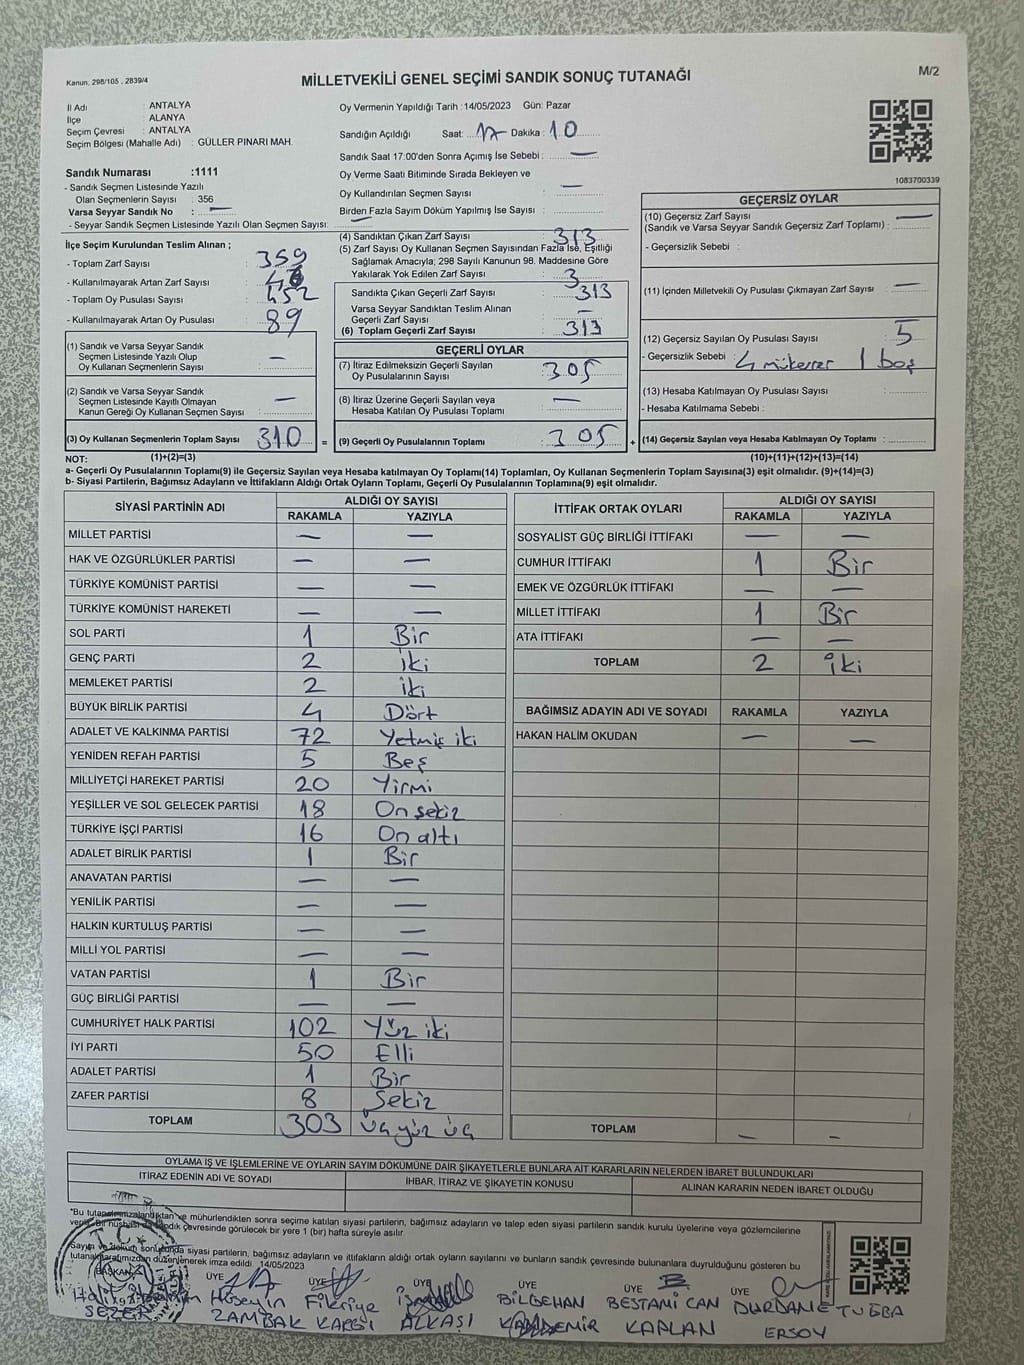 Kanun: 298/105 . 2839/4
MİLLETVEKİLİ GENEL SEÇİMİ SANDIK SONUÇ TUTANAĞI
M/2
İl Adı : ANTALYA
İlçe : ALANYA
Seçim Çevresi : ANTALYA
Seçim Bölgesi (Mahalle Adı) : GÜLLER PINARI MAH.
Sandık Numarası :1111
- Sandık Seçmen Listesinde Yazılı
Olan Seçmenlerin Sayısı : 356
Varsa Seyyar Sandık No : —
- Seyyar Sandık Seçmen Listesinde Yazılı Olan Seçmen Sayısı: —
Oy Vermenin Yapıldığı Tarih :14/05/2023 Gün: Pazar
Sandığın Açıldığı Saat: 17 Dakika : 10
Sandık Saat 17:00'den Sonra Açımış İse Sebebi : —
Oy Verme Saati Bitiminde Sırada Bekleyen ve
Oy Kullandırılan Seçmen Sayısı : —
Birden Fazla Sayım Döküm Yapılmış İse Sayısı :
1083700339
İlçe Seçim Kurulundan Teslim Alınan ;
- Toplam Zarf Sayısı : 359
- Kullanılmayarak Artan Zarf Sayısı :
- Toplam Oy Pusulası Sayısı :
- Kullanılmayarak Artan Oy Pusulası : 89
(1) Sandık ve Varsa Seyyar Sandık
Seçmen Listesinde Yazılı Olup
Oy Kullanan Seçmenlerin Sayısı : —
(2) Sandık ve Varsa Seyyar Sandık
Seçmen Listesinde Kayıtlı Olmayan
Kanun Gereği Oy Kullanan Seçmen Sayısı : —
(3) Oy Kullanan Seçmenlerin Toplam Sayısı : 310 =
(4) Sandıktan Çıkan Zarf Sayısı : 313
(5) Zarf Sayısı Oy Kullanan Seçmen Sayısından Fazla İse, Eşitliği
Sağlamak Amacıyla; 298 Sayılı Kanunun 98. Maddesine Göre
Yakılarak Yok Edilen Zarf Sayısı : 3
Sandıkta Çıkan Geçerli Zarf Sayısı : 313
Varsa Seyyar Sandıktan Teslim Alınan
Geçerli Zarf Sayısı : —
(6) Toplam Geçerli Zarf Sayısı : 313
GEÇERLİ OYLAR
(7) İtiraz Edilmeksizin Geçerli Sayılan
Oy Pusulalarının Sayısı : 305
(8) İtiraz Üzerine Geçerli Sayılan veya
Hesaba Katılan Oy Pusulası Toplamı : —
(9) Geçerli Oy Pusulalarının Toplamı : 305 +
GEÇERSİZ OYLAR
(10) Geçersiz Zarf Sayısı
(Sandık ve Varsa Seyyar Sandık Geçersiz Zarf Toplamı) : —
- Geçersizlik Sebebi :
(11) İçinden Milletvekili Oy Pusulası Çıkmayan Zarf Sayısı : —
(12) Geçersiz Sayılan Oy Pusulası Sayısı : 5
- Geçersizlik Sebebi : 4 mükerrer 1 boş
(13) Hesaba Katılmayan Oy Pusulası Sayısı :
- Hesaba Katılmama Sebebi :
(14) Geçersiz Sayılan veya Hesaba Katılmayan Oy Toplamı :
NOT: (1)+(2)=(3) (10)+(11)+(12)+(13)=(14)
a- Geçerli Oy Pusulalarının Toplamı(9) ile Geçersiz Sayılan veya Hesaba katılmayan Oy Toplamı(14) Toplamları, Oy Kullanan Seçmenlerin Toplam Sayısına(3) eşit olmalıdır. (9)+(14)=(3)
b- Siyasi Partilerin, Bağımsız Adayların ve İttifakların Aldığı Ortak Oyların Toplamı, Geçerli Oy Pusulalarının Toplamına(9) eşit olmalıdır.
SİYASİ PARTİNİN ADI ALDIĞI OY SAYISI
RAKAMLA YAZIYLA
MİLLET PARTİSİ — —
HAK VE ÖZGÜRLÜKLER PARTİSİ — —
TÜRKİYE KOMÜNİST PARTİSİ — —
TÜRKİYE KOMÜNİST HAREKETİ — —
SOL PARTİ 1 Bir
GENÇ PARTİ 2 iki
MEMLEKET PARTİSİ 2 iki
BÜYÜK BİRLİK PARTİSİ 4 Dört
ADALET VE KALKINMA PARTİSİ 72 Yetmiş iki
YENİDEN REFAH PARTİSİ 5 Beş
MİLLİYETÇİ HAREKET PARTİSİ 20 Yirmi
YEŞİLLER VE SOL GELECEK PARTİSİ 18 On sekiz
TÜRKİYE İŞÇİ PARTİSİ 16 On altı
ADALET BİRLİK PARTİSİ 1 Bir
ANAVATAN PARTİSİ — —
YENİLİK PARTİSİ — —
HALKIN KURTULUŞ PARTİSİ — —
MİLLİ YOL PARTİSİ — —
VATAN PARTİSİ 1 Bir
GÜÇ BİRLİĞİ PARTİSİ — —
CUMHURİYET HALK PARTİSİ 102 Yüz iki
İYİ PARTİ 50 Elli
ADALET PARTİSİ 1 Bir
ZAFER PARTİSİ 8 Sekiz
TOPLAM 303 üç yüz üç
İTTİFAK ORTAK OYLARI ALDIĞI OY SAYISI
RAKAMLA YAZIYLA
SOSYALİST GÜÇ BİRLİĞİ İTTİFAKI — —
CUMHUR İTTİFAKI 1 Bir
EMEK VE ÖZGÜRLÜK İTTİFAKI — —
MİLLET İTTİFAKI 1 Bir
ATA İTTİFAKI — —
TOPLAM 2 iki
BAĞIMSIZ ADAYIN ADI VE SOYADI RAKAMLA YAZIYLA
HAKAN HALİM OKUDAN — —
TOPLAM — —
OYLAMA İŞ VE İŞLEMLERİNE VE OYLARIN SAYIM DÖKÜMÜNE DAİR ŞİKAYETLERLE BUNLARA AİT KARARLARIN NELERDEN İBARET BULUNDUKLARI
İTİRAZ EDENİN ADI VE SOYADI İHBAR, İTİRAZ VE ŞİKAYETİN KONUSU ALINAN KARARIN NEDEN İBARET OLDUĞU
"Bu tutanak imzalandıktan ve mühürlendikten sonra seçime katılan siyasi partilerin, bağımsız adayların ve talep eden siyasi partilerin sandık kurulu üyelerine veya gözlemcilerine
verilir. Bir nüshası da sandık çevresinde görülecek bir yere 1 (bir) hafta süreyle asılır.
Sayım ve döküm sonucunda siyasi partilerin, bağımsız adayların ve ittifakların aldığı ortak oyların sayılarını ve bunların sandık çevresinde bulunanlara duyrulduğunu gösteren bu
tutanak tarafımızdan düzenlenerek imza edildi. 14/05/2023
BAŞKAN ÜYE ÜYE ÜYE ÜYE ÜYE ÜYE
Hüseyin Fikriye BİLGEHAN BESTAMİ CAN DURDANE TUĞBA
SEZER ZAMBAK ALKAŞI KAPLAN ERSOY